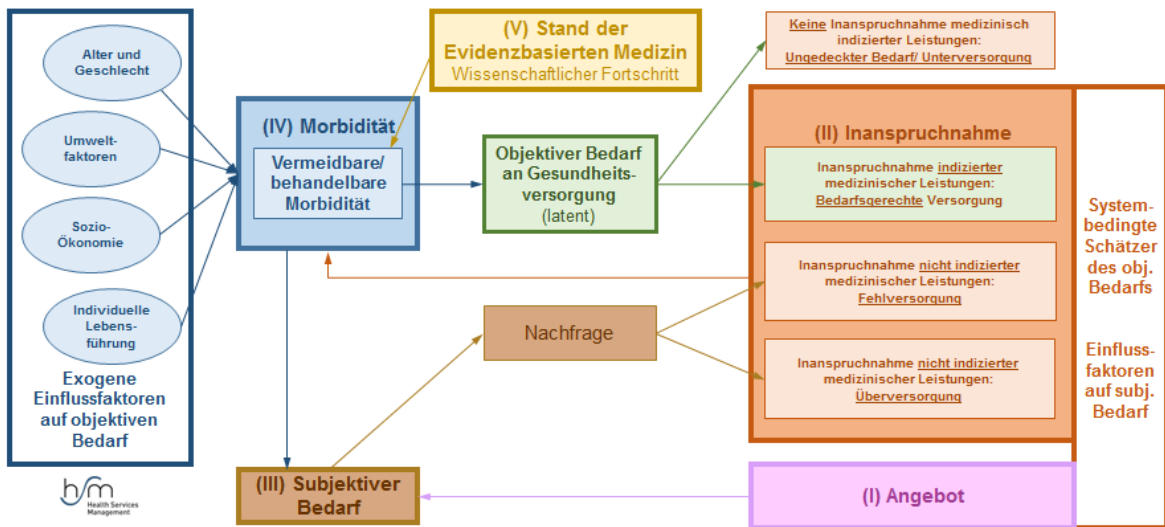 Alter und
Geschlecht
Umwelt-
faktoren
Sozio-
Ökonomie
Individuelle
Lebens-
führung
Exogene
Einflussfaktoren
auf objektiven
Bedarf
hsm
Health Services
Management
(IV) Morbidität
Vermeidbare/
behandelbare
Morbidität
(V) Stand der
Evidenzbasierten Medizin
Wissenschaftlicher Fortschritt
Objektiver Bedarf
an Gesundheits-
versorgung
(latent)
Nachfrage
(III) Subjektiver
Bedarf
Keine Inanspruchnahme medizinisch
indizierter Leistungen:
Ungedeckter Bedarf/ Unterversorgung
(II) Inanspruchnahme
Inanspruchnahme indizierter
medizinischer Leistungen:
Bedarfsgerechte Versorgung
Inanspruchnahme nicht indizierter
medizinischer Leistungen:
Fehlversorgung
Inanspruchnahme nicht indizierter
medizinischer Leistungen:
Überversorgung
System-
bedingte
Schätzer
des obj.
Bedarfs
Einfluss-
faktoren
auf subj.
Bedarf
(I) Angebot